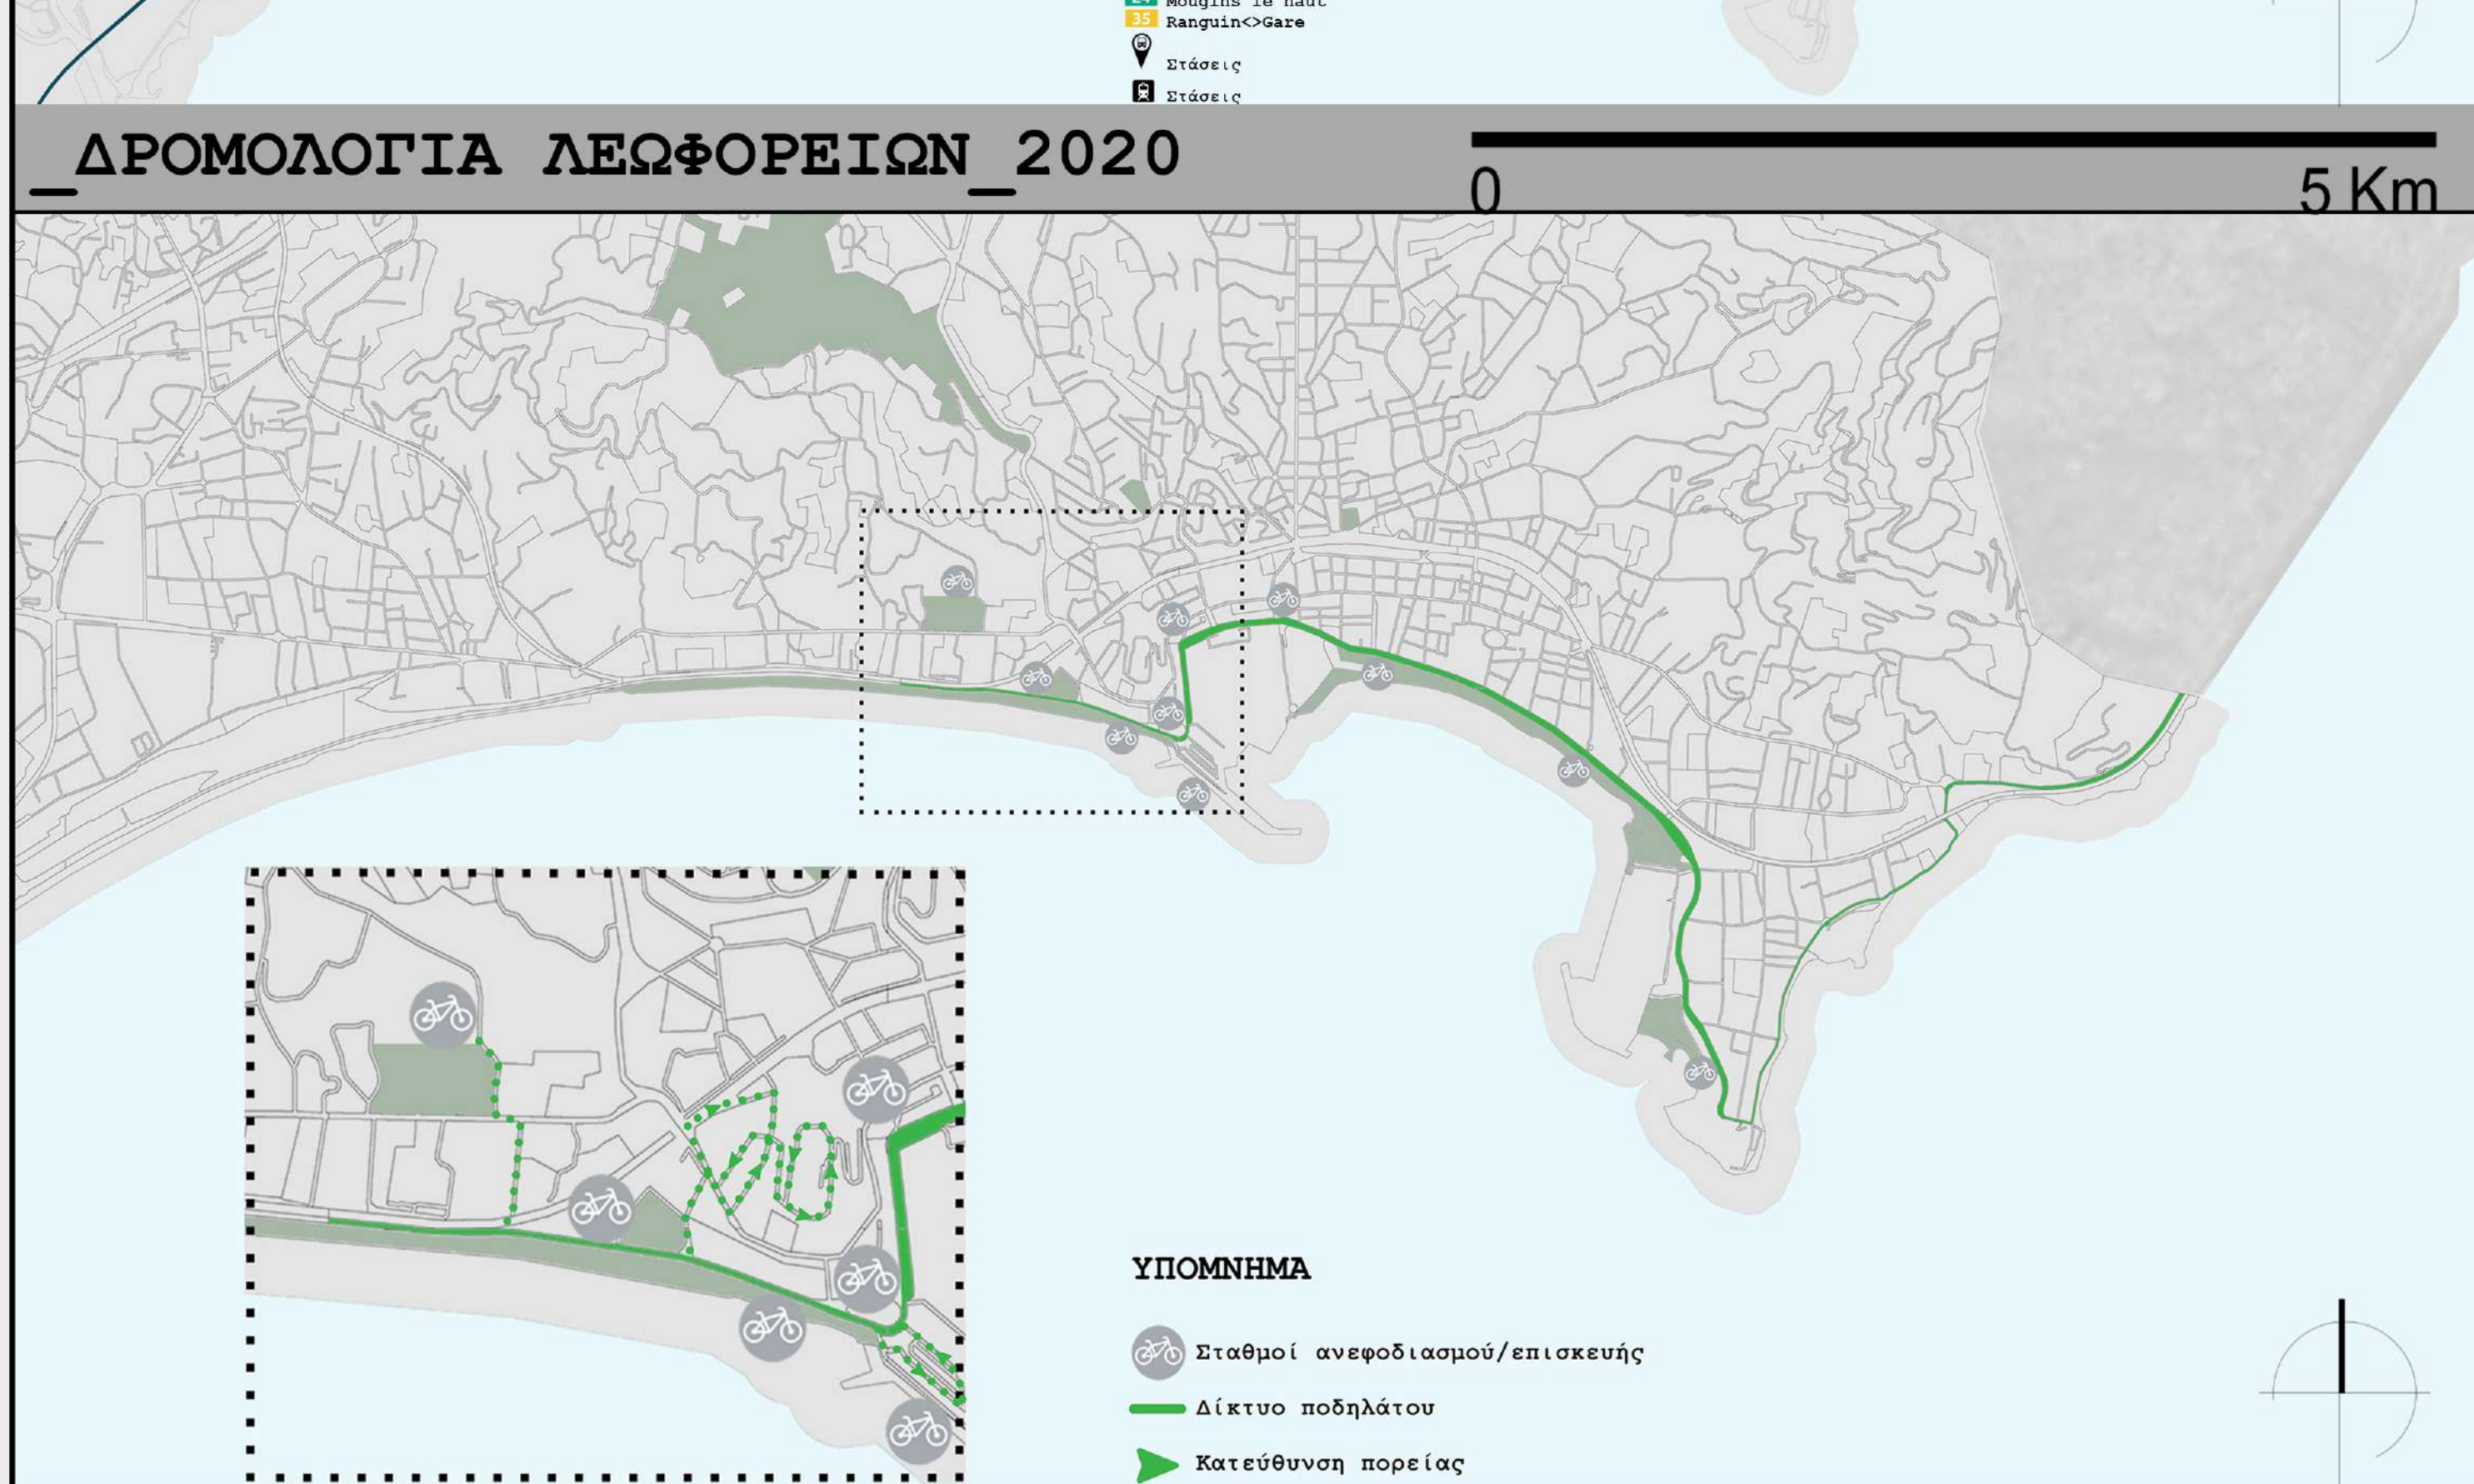 24 Mougins le haut
35 Ranguin<>Gare
Στάσεις
Στάσεις
_ΔΡΟΜΟΛΟΓΙΑ ΛΕΩΦΟΡΕΙΩΝ_2020
0 5 Km
ΥΠΟΜΝΗΜΑ
Σταθμοί ανεφοδιασμού/επισκευής
Δίκτυο ποδηλάτου
Κατεύθυνση πορείας